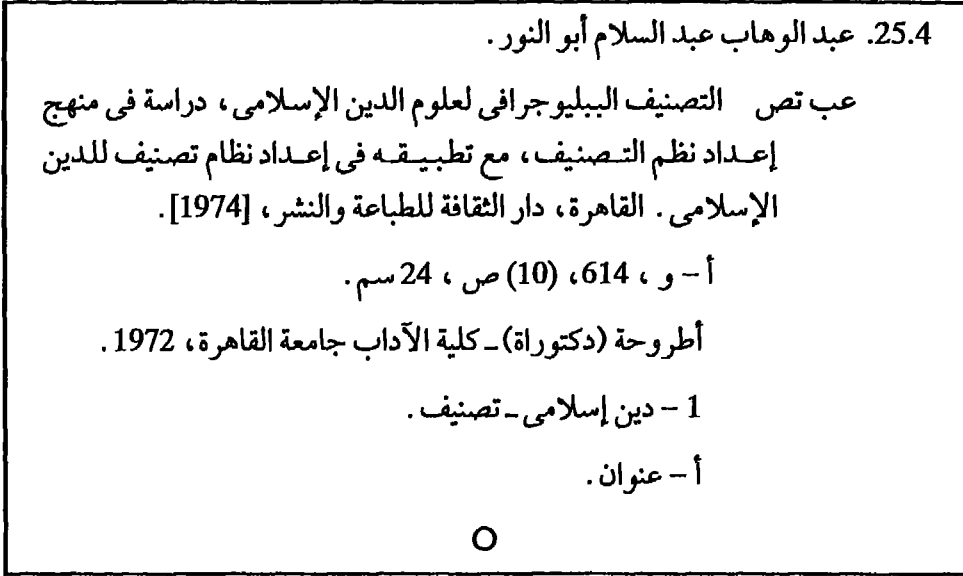 25.4. عبد الوهاب عبد السلام أبو النور.
عب تص التصنيف الببليوجرافى لعلوم الدين الإسلامى، دراسة فى منهج
إعداد نظم التصنيف، مع تطبيقه فى إعداد نظام تصنيف للدين
الإسلامى. القاهرة، دار الثقافة للطباعة والنشر، [1974].
أ – و، 614، (10) ص، 24 سم.
أطروحة (دكتوراة) ـ كلية الآداب جامعة القاهرة، 1972.
1 – دين إسلامى ـ تصنيف.
أ – عنوان.